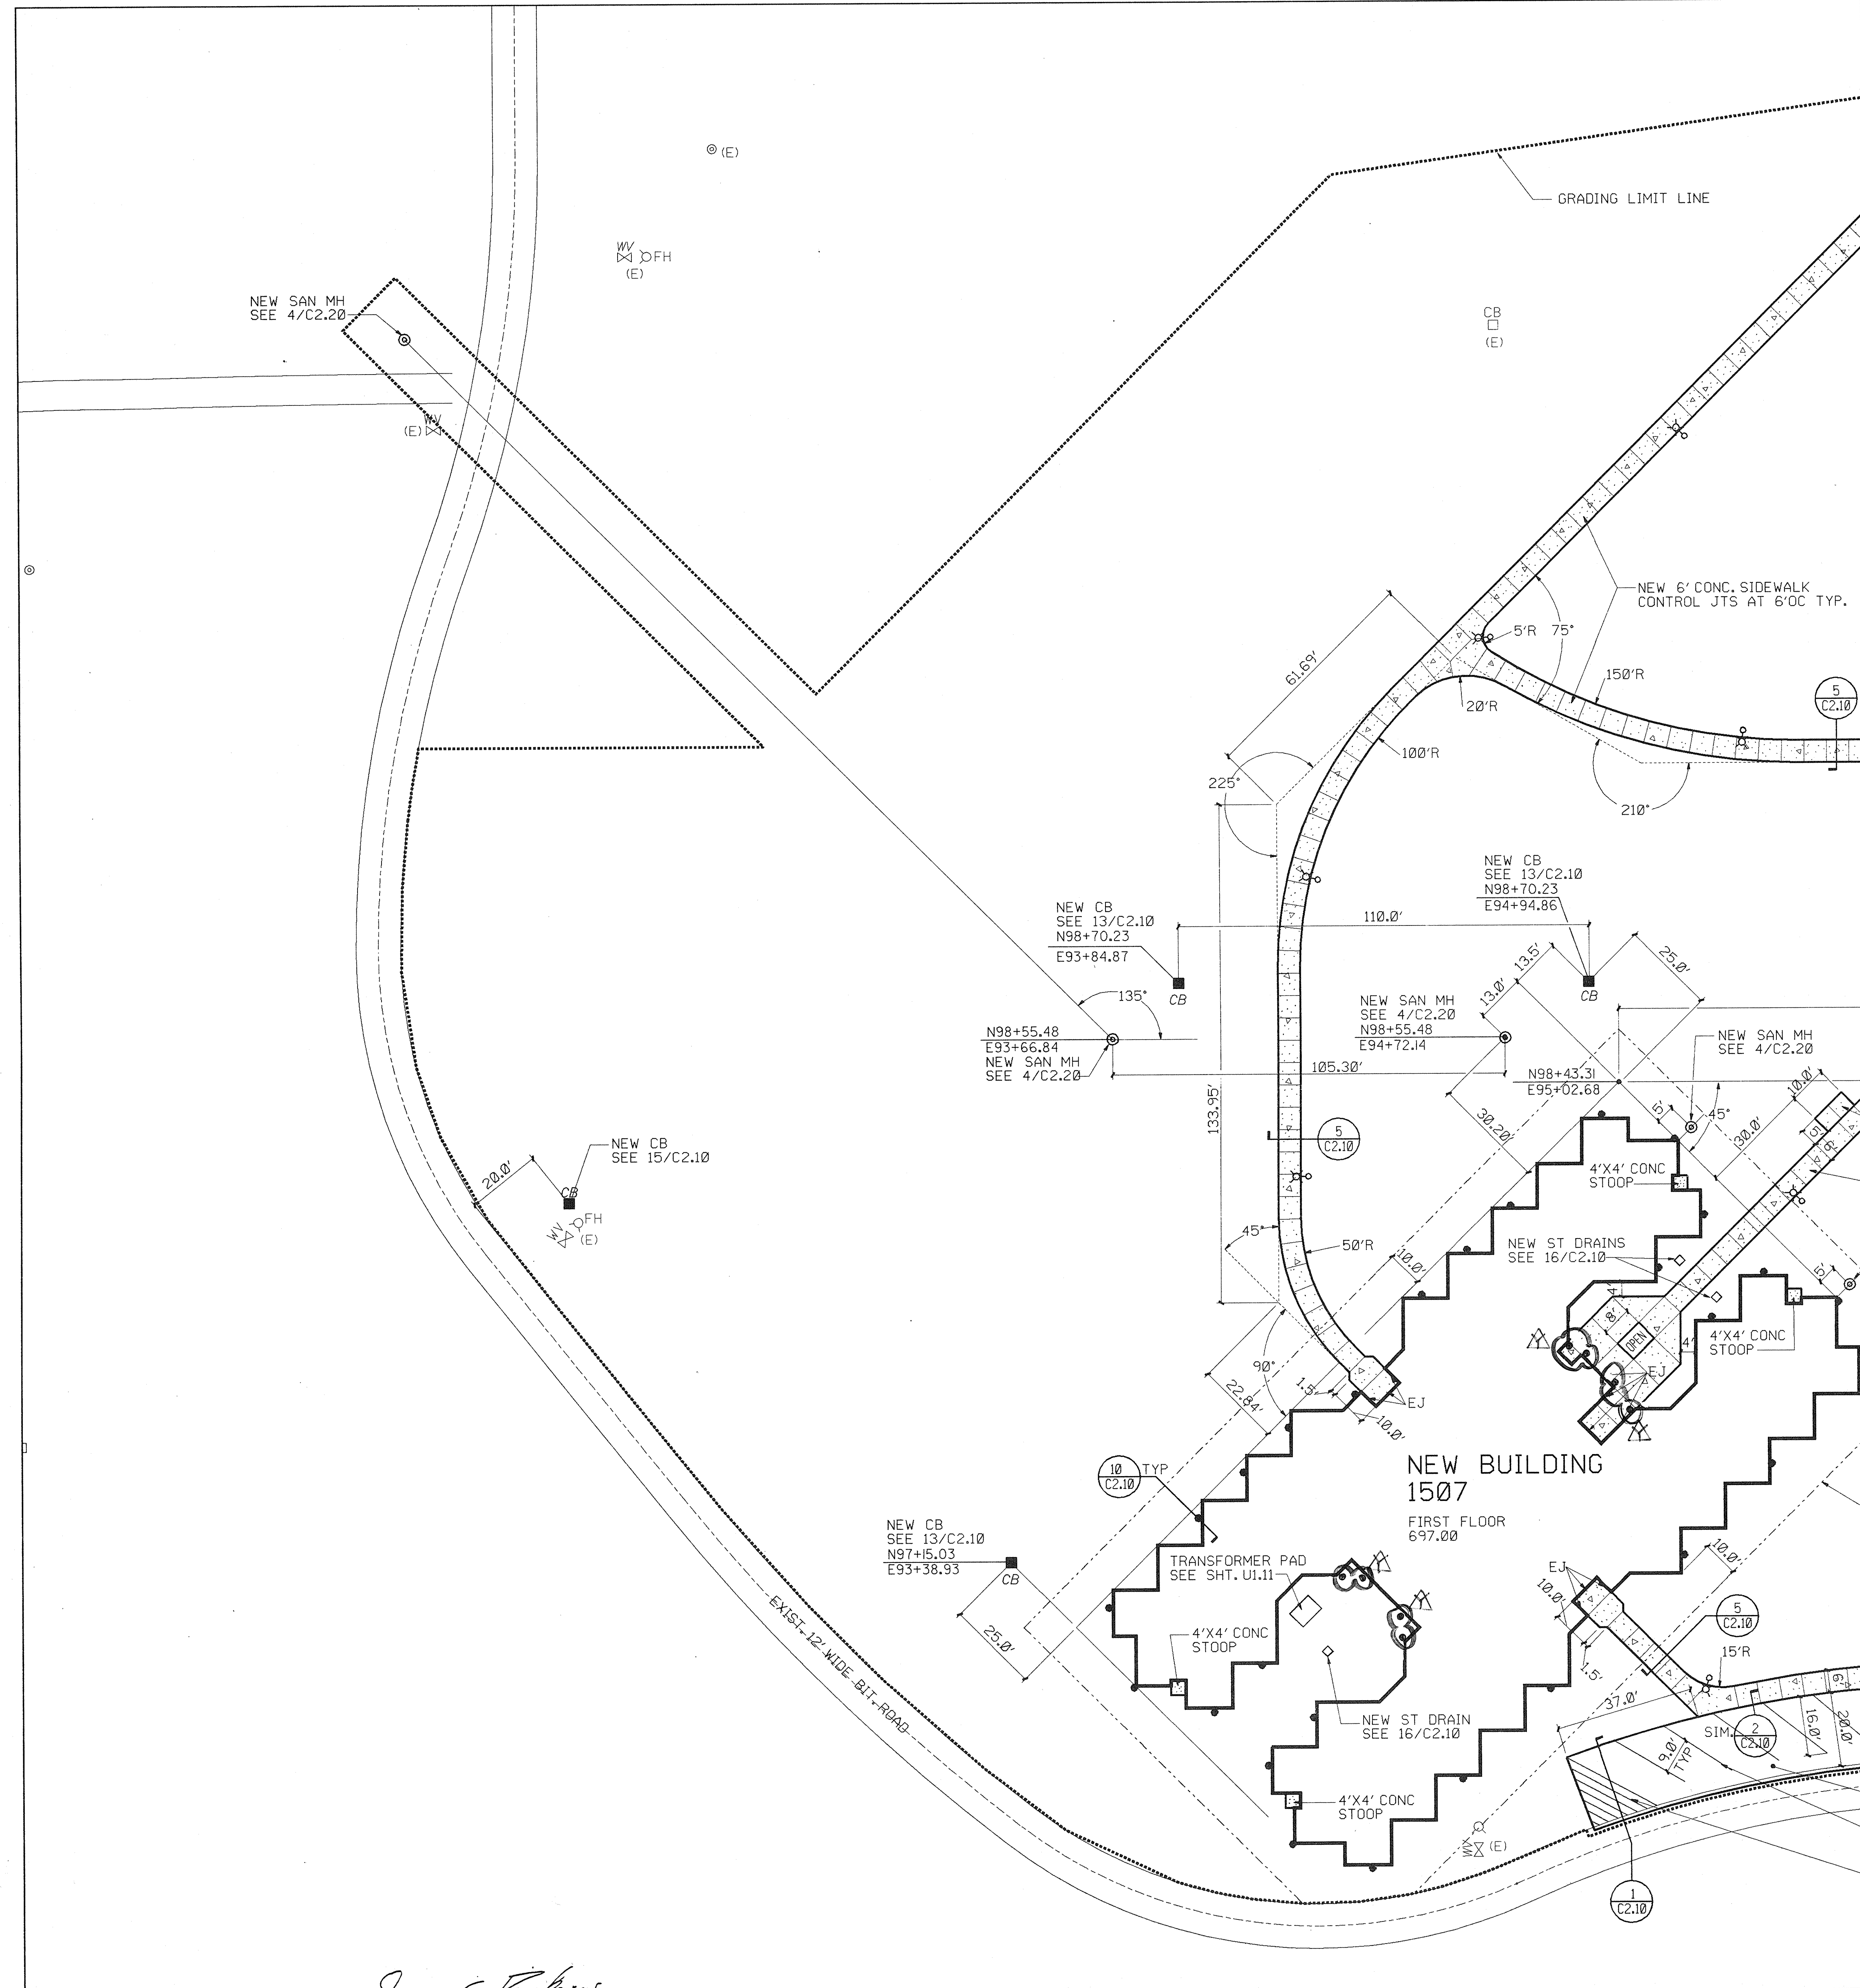 (E)
GRADING LIMIT LINE
WV
FH
(E)
NEW SAN MH
SEE 4/C2.20
CB
(E)
WV
(E)
NEW 6' CONC. SIDEWALK
CONTROL JTS AT 6'OC TYP.
5'R
75°
61.69'
150'R
20'R
5
C2.10
100'R
225°
210°
NEW CB
SEE 13/C2.10
N98+70.23
E94+94.86
NEW CB
SEE 13/C2.10
N98+70.23
E93+84.87
110.0'
13.5'
25.0'
CB
CB
135°
13.0'
NEW SAN MH
SEE 4/C2.20
N98+55.48
E94+72.14
N98+55.48
E93+66.84
NEW SAN MH
SEE 4/C2.20
NEW SAN MH
SEE 4/C2.20
105.30'
N98+43.31
E95+02.68
10.0'
133.95'
30.20'
5'
45°
30.0'
5'
6'
5
C2.10
NEW CB
SEE 15/C2.10
4'X4' CONC
STOOP
20.0'
CB
FH
WV
(E)
45°
50'R
NEW ST DRAINS
SEE 16/C2.10
10.0'
5'
4'
8'
OPEN
4'
4'X4' CONC
STOOP
90°
EJ
1.5'
22.84'
EJ
10.0'
NEW BUILDING
1507
10
C2.10
TYP
FIRST FLOOR
697.00
NEW CB
SEE 13/C2.10
N97+15.03
E93+38.93
CB
TRANSFORMER PAD
SEE SHT. U1.11
10.0'
EJ
10.0'
EXIST. 12' WIDE BIT. ROAD
25.0'
4'X4' CONC
STOOP
5
C2.10
15'R
1.5'
6'
37.0'
NEW ST DRAIN
SEE 16/C2.10
SIM.
2
C2.10
16.0'
20.0'
9.0'
TYP
4'X4' CONC
STOOP
WV
(E)
1
C2.10